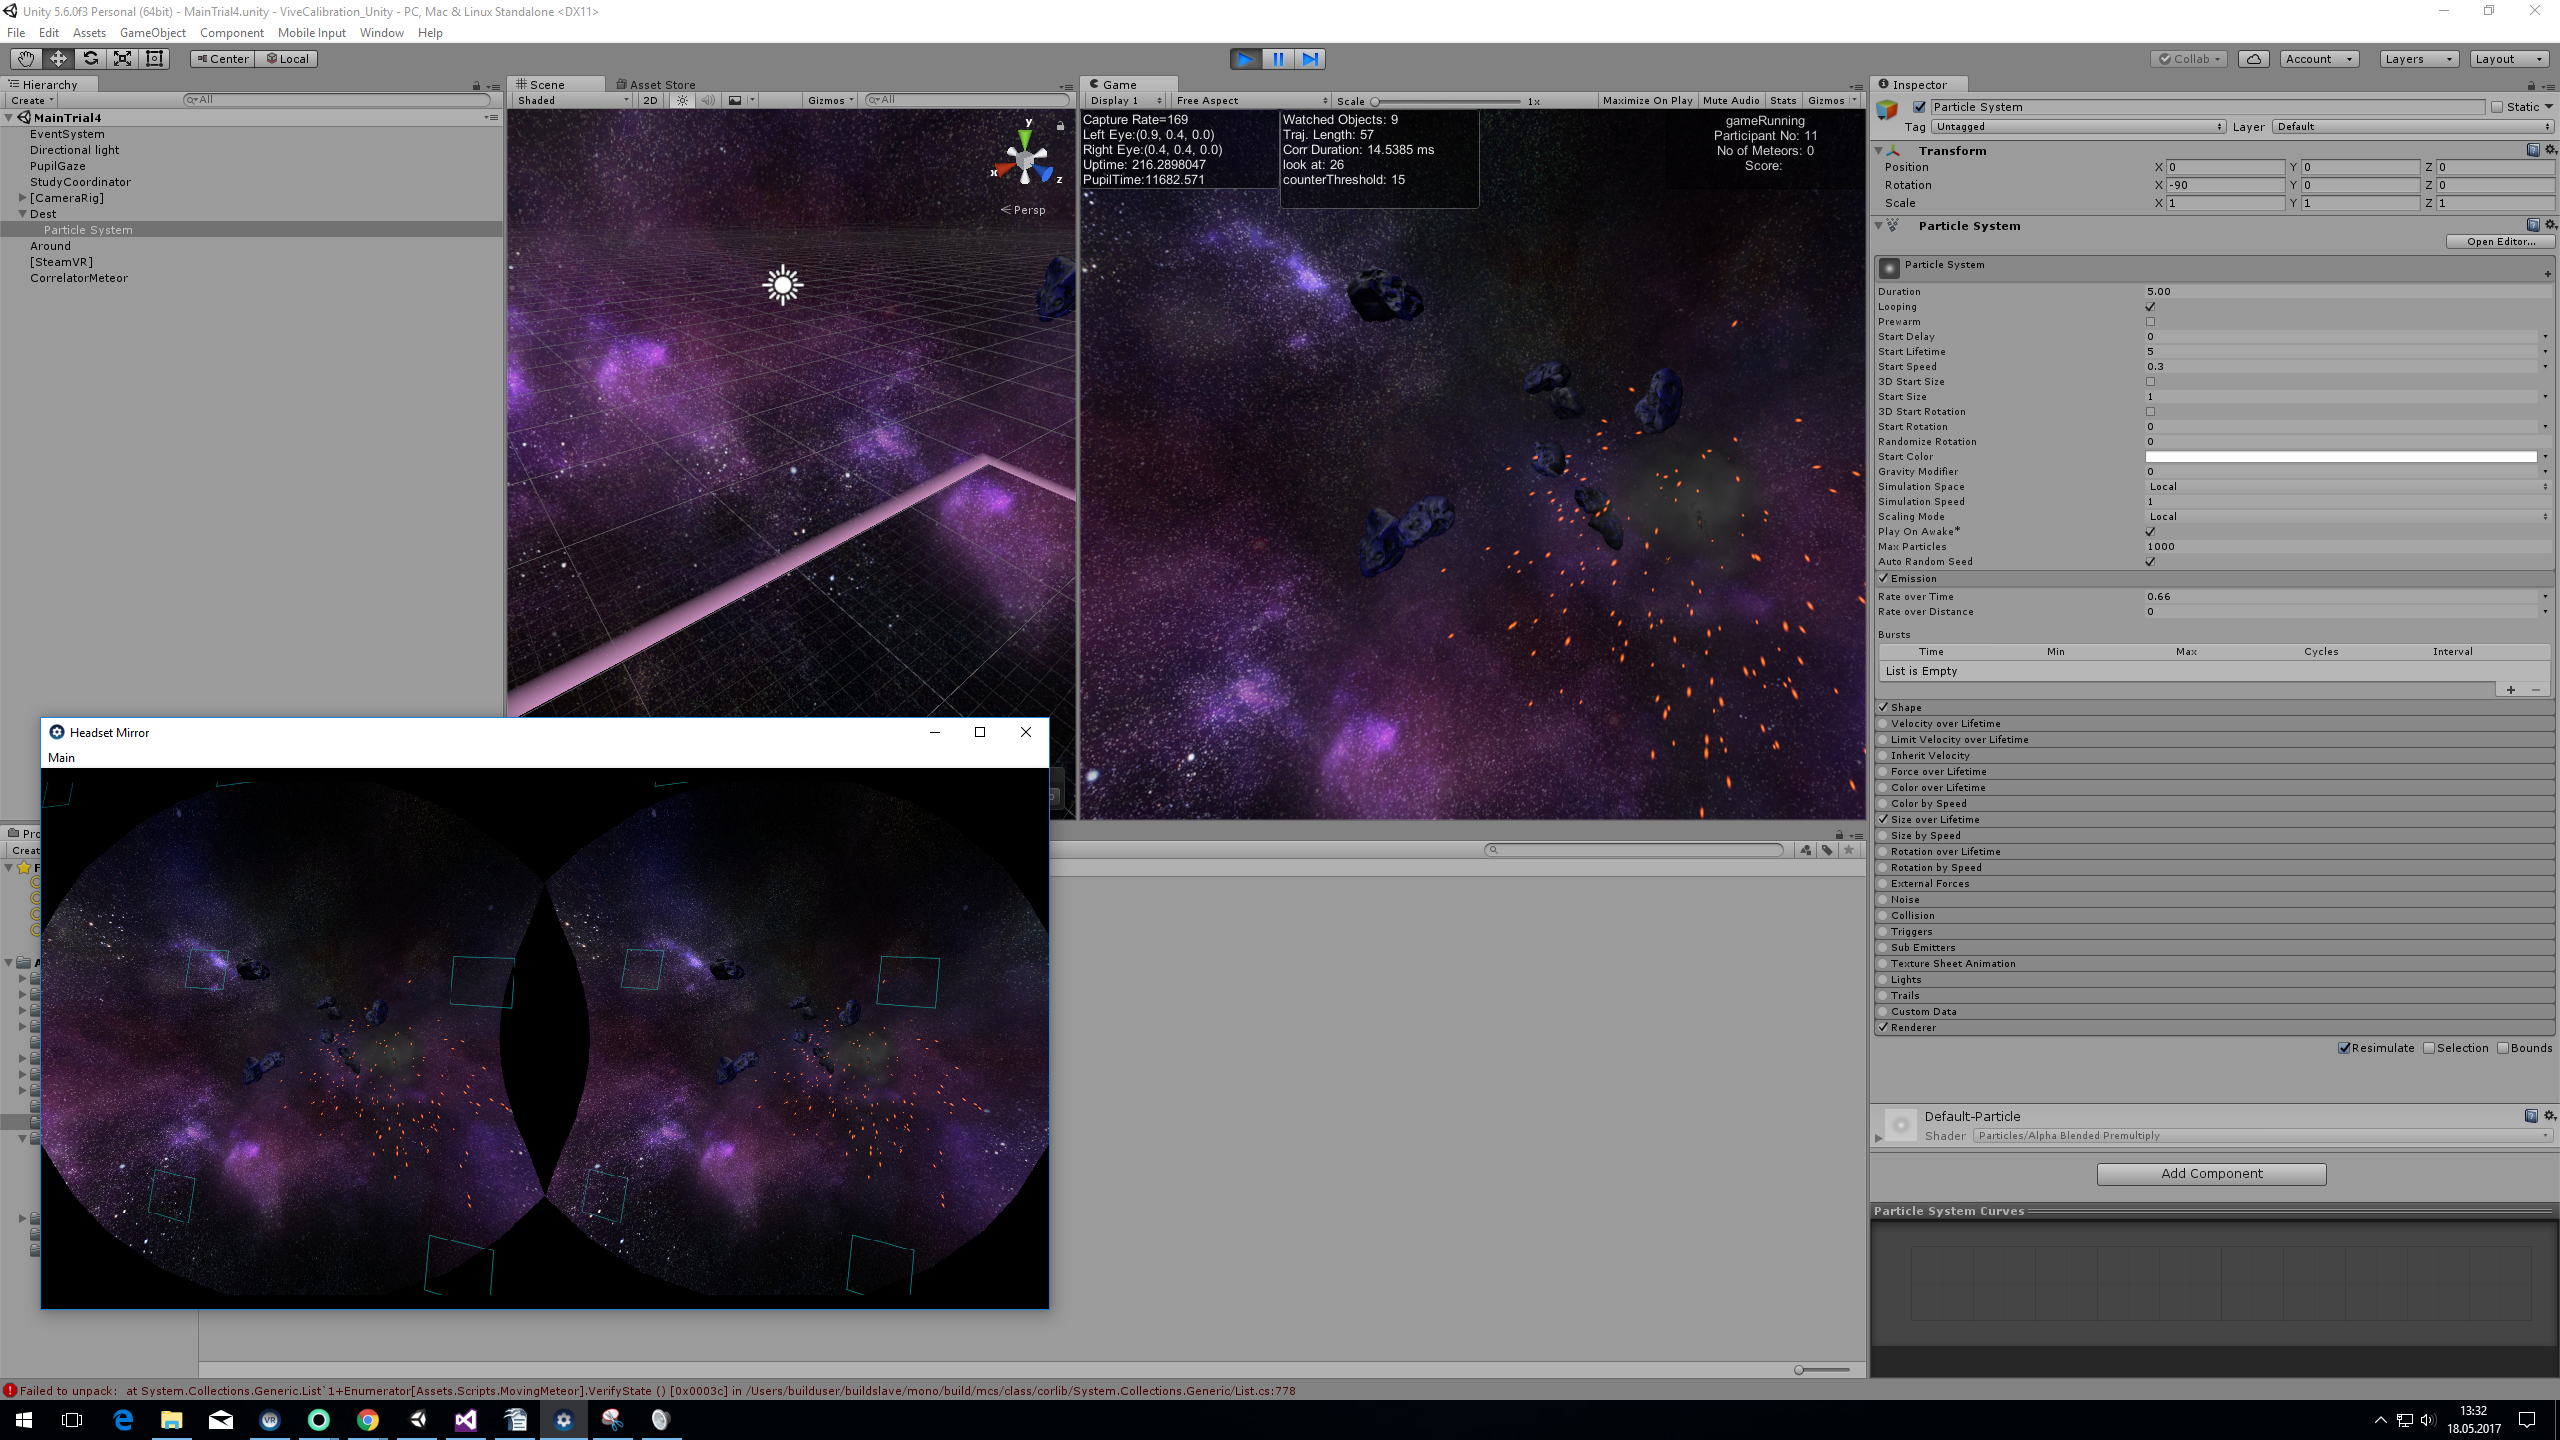 Unity 5.6.0f3 Personal (64bit) - MainTrial4.unity - ViveCalibration_Unity - PC, Mac & Linux Standalone <DX11>
File Edit Assets GameObject Component Mobile Input Window Help
Center Local
Collab Account Layers Layout
Hierarchy
Create All
MainTrial4
EventSystem
Directional light
PupilGaze
StudyCoordinator
[CameraRig]
Dest
Particle System
Around
[SteamVR]
CorrelatorMeteor
Scene Asset Store
Shaded 2D Gizmos All
y
x
z
Persp
Game
Display 1 Free Aspect Scale 1x Maximize On Play Mute Audio Stats Gizmos
Capture Rate=169
Left Eye:(0.9, 0.4, 0.0)
Right Eye:(0.4, 0.4, 0.0)
Uptime: 216.2898047
PupilTime:11682.571
Watched Objects: 9
Traj. Length: 57
Corr Duration: 14.5385 ms
look at: 26
counterThreshold: 15
gameRunning
Participant No: 11
No of Meteors: 0
Score:
Inspector
Particle System Static
Tag Untagged Layer Default
Transform
Position X 0 Y 0 Z 0
Rotation X -90 Y 0 Z 0
Scale X 1 Y 1 Z 1
Particle System
Open Editor...
Particle System
Duration 5.00
Looping
Prewarm
Start Delay 0
Start Lifetime 5
Start Speed 0.3
3D Start Size
Start Size 1
3D Start Rotation
Start Rotation 0
Randomize Rotation 0
Start Color
Gravity Modifier 0
Simulation Space Local
Simulation Speed 1
Scaling Mode Local
Play On Awake*
Max Particles 1000
Auto Random Seed
Emission
Rate over Time 0.66
Rate over Distance 0
Bursts
Time Min Max Cycles Interval
List is Empty
Shape
Velocity over Lifetime
Limit Velocity over Lifetime
Inherit Velocity
Force over Lifetime
Color over Lifetime
Color by Speed
Size over Lifetime
Size by Speed
Rotation over Lifetime
Rotation by Speed
External Forces
Noise
Collision
Triggers
Sub Emitters
Texture Sheet Animation
Lights
Trails
Custom Data
Renderer
Resimulate Selection Bounds
Default-Particle
Shader Particles/Alpha Blended Premultiply
Add Component
Particle System Curves
Headset Mirror
Main
Pro
Creat
F
A
Failed to unpack: at System.Collections.Generic.List`1+Enumerator[Assets.Scripts.MovingMeteor].VerifyState () [0x0003c] in /Users/builduser/buildslave/mono/build/mcs/class/corlib/System.Collections.Generic/List.cs:778
VR
13:32
18.05.2017